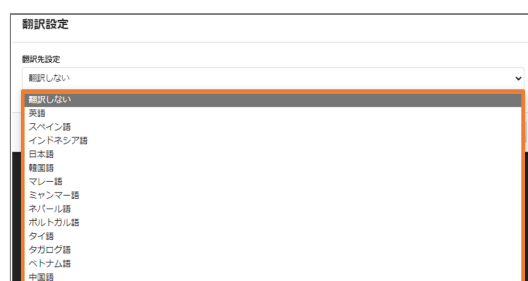 翻訳設定
翻訳先設定
翻訳しない
翻訳しない
英語
スペイン語
インドネシア語
日本語
韓国語
マレー語
ミャンマー語
ネパール語
ポルトガル語
タイ語
タガログ語
ベトナム語
中国語